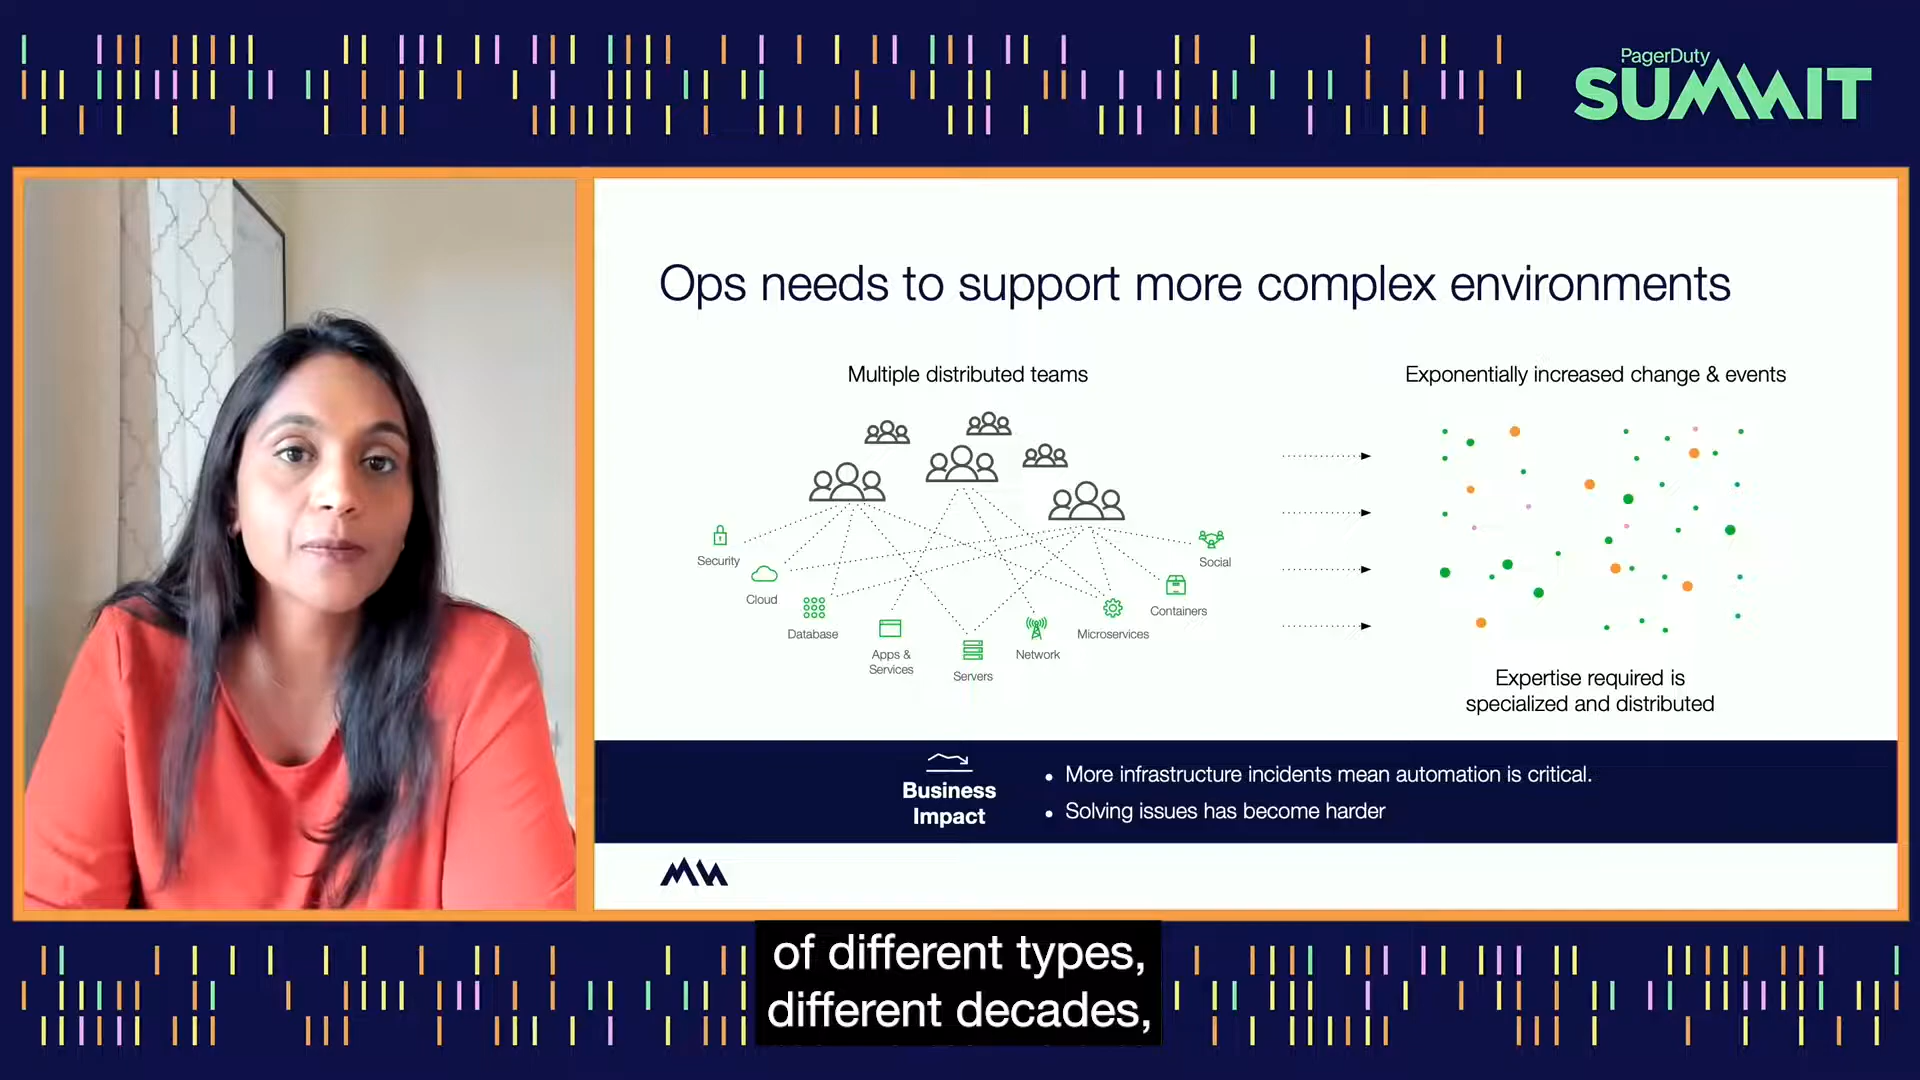 PagerDuty
SUMMIT
Ops needs to support more complex environments
Multiple distributed teams
Exponentially increased change & events
Security
Cloud
Database
Apps &
Services
Servers
Network
Microservices
Containers
Social
Expertise required is
specialized and distributed
Business
Impact
• More infrastructure incidents mean automation is critical.
• Solving issues has become harder
of different types,
different decades,